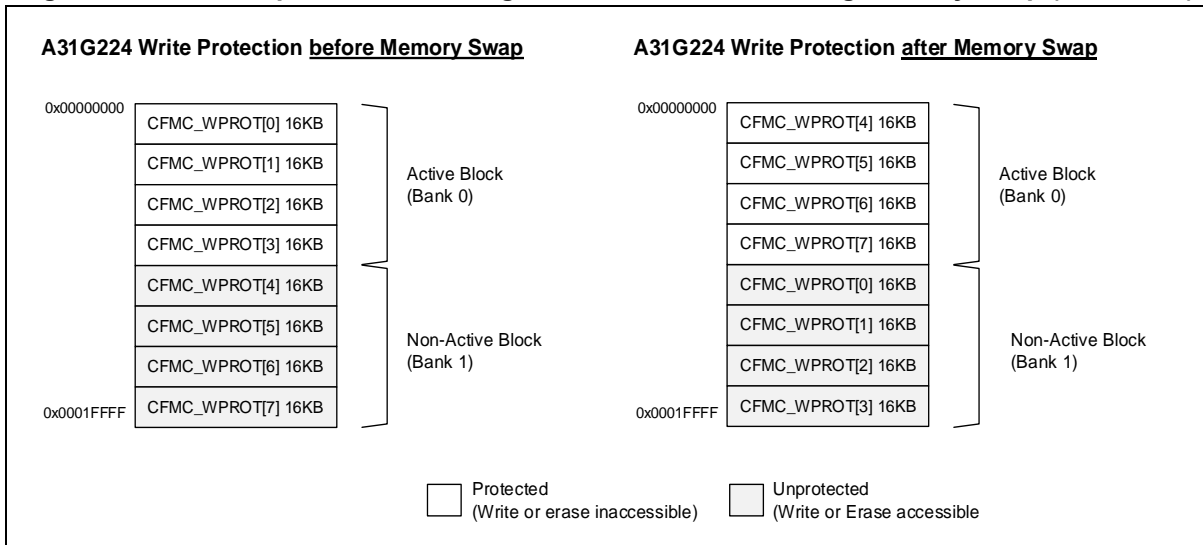 A31G224 Write Protection before Memory Swap
0x00000000
CFMC_WPROT[0] 16KB
CFMC_WPROT[1] 16KB
CFMC_WPROT[2] 16KB
CFMC_WPROT[3] 16KB
CFMC_WPROT[4] 16KB
CFMC_WPROT[5] 16KB
CFMC_WPROT[6] 16KB
CFMC_WPROT[7] 16KB
0x0001FFFF
Active Block
(Bank 0)
Non-Active Block
(Bank 1)
A31G224 Write Protection after Memory Swap
0x00000000
CFMC_WPROT[4] 16KB
CFMC_WPROT[5] 16KB
CFMC_WPROT[6] 16KB
CFMC_WPROT[7] 16KB
CFMC_WPROT[0] 16KB
CFMC_WPROT[1] 16KB
CFMC_WPROT[2] 16KB
CFMC_WPROT[3] 16KB
0x0001FFFF
Active Block
(Bank 0)
Non-Active Block
(Bank 1)
Protected
(Write or erase inaccessible)
Unprotected
(Write or Erase accessible